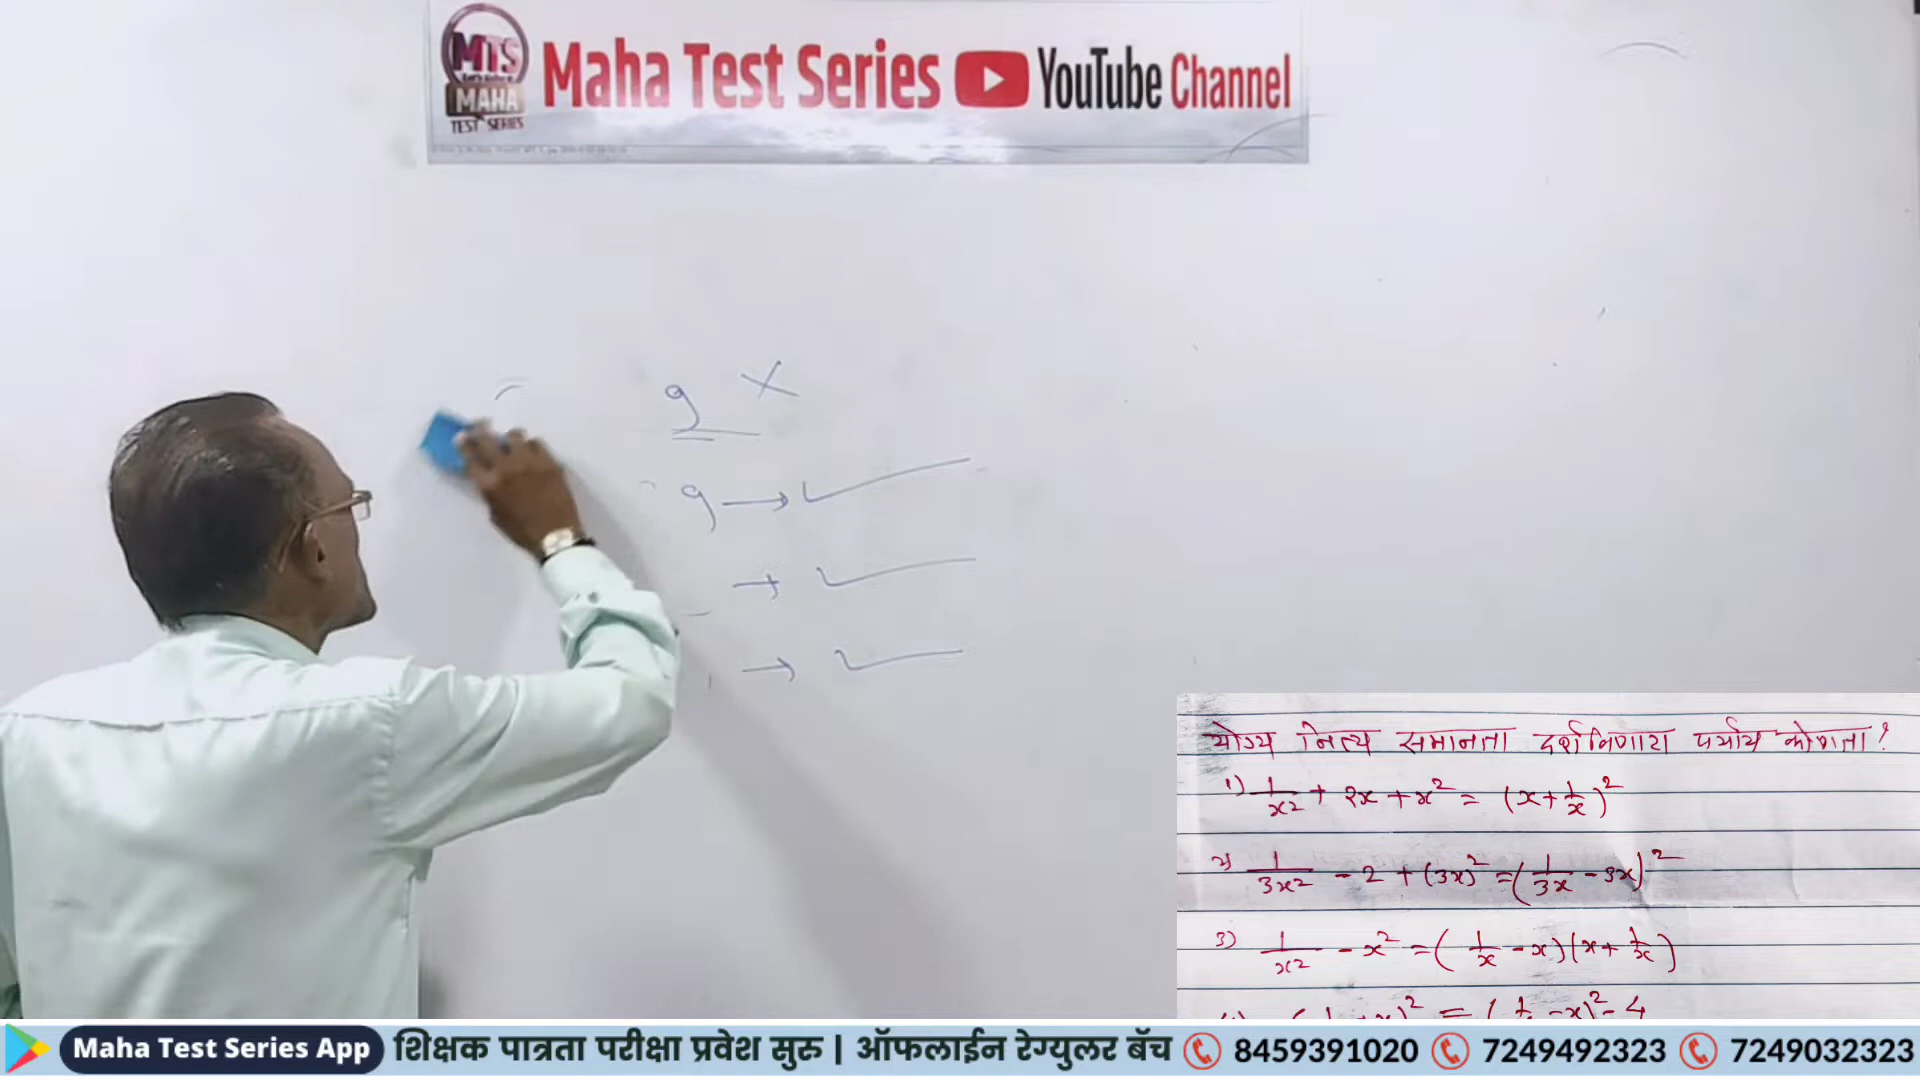 MTS
MAHA
TEST SERIES
Maha Test Series YouTube Channel
g X
g → ✓
→ ✓
→ ✓
योग्य नित्य समानता दर्शविणारा पर्याय कोणता?
1) 1/x² + 2x + x² = (x + 1/x)²
२) 1/3x² - 2 + (3x)² = (1/3x - 3x)²
3) 1/x² - x² = (1/x - x)(x + 1/x)
Maha Test Series App शिक्षक पात्रता परीक्षा प्रवेश सुरु | ऑफलाईन रेग्युलर बॅच 8459391020 7249492323 7249032323